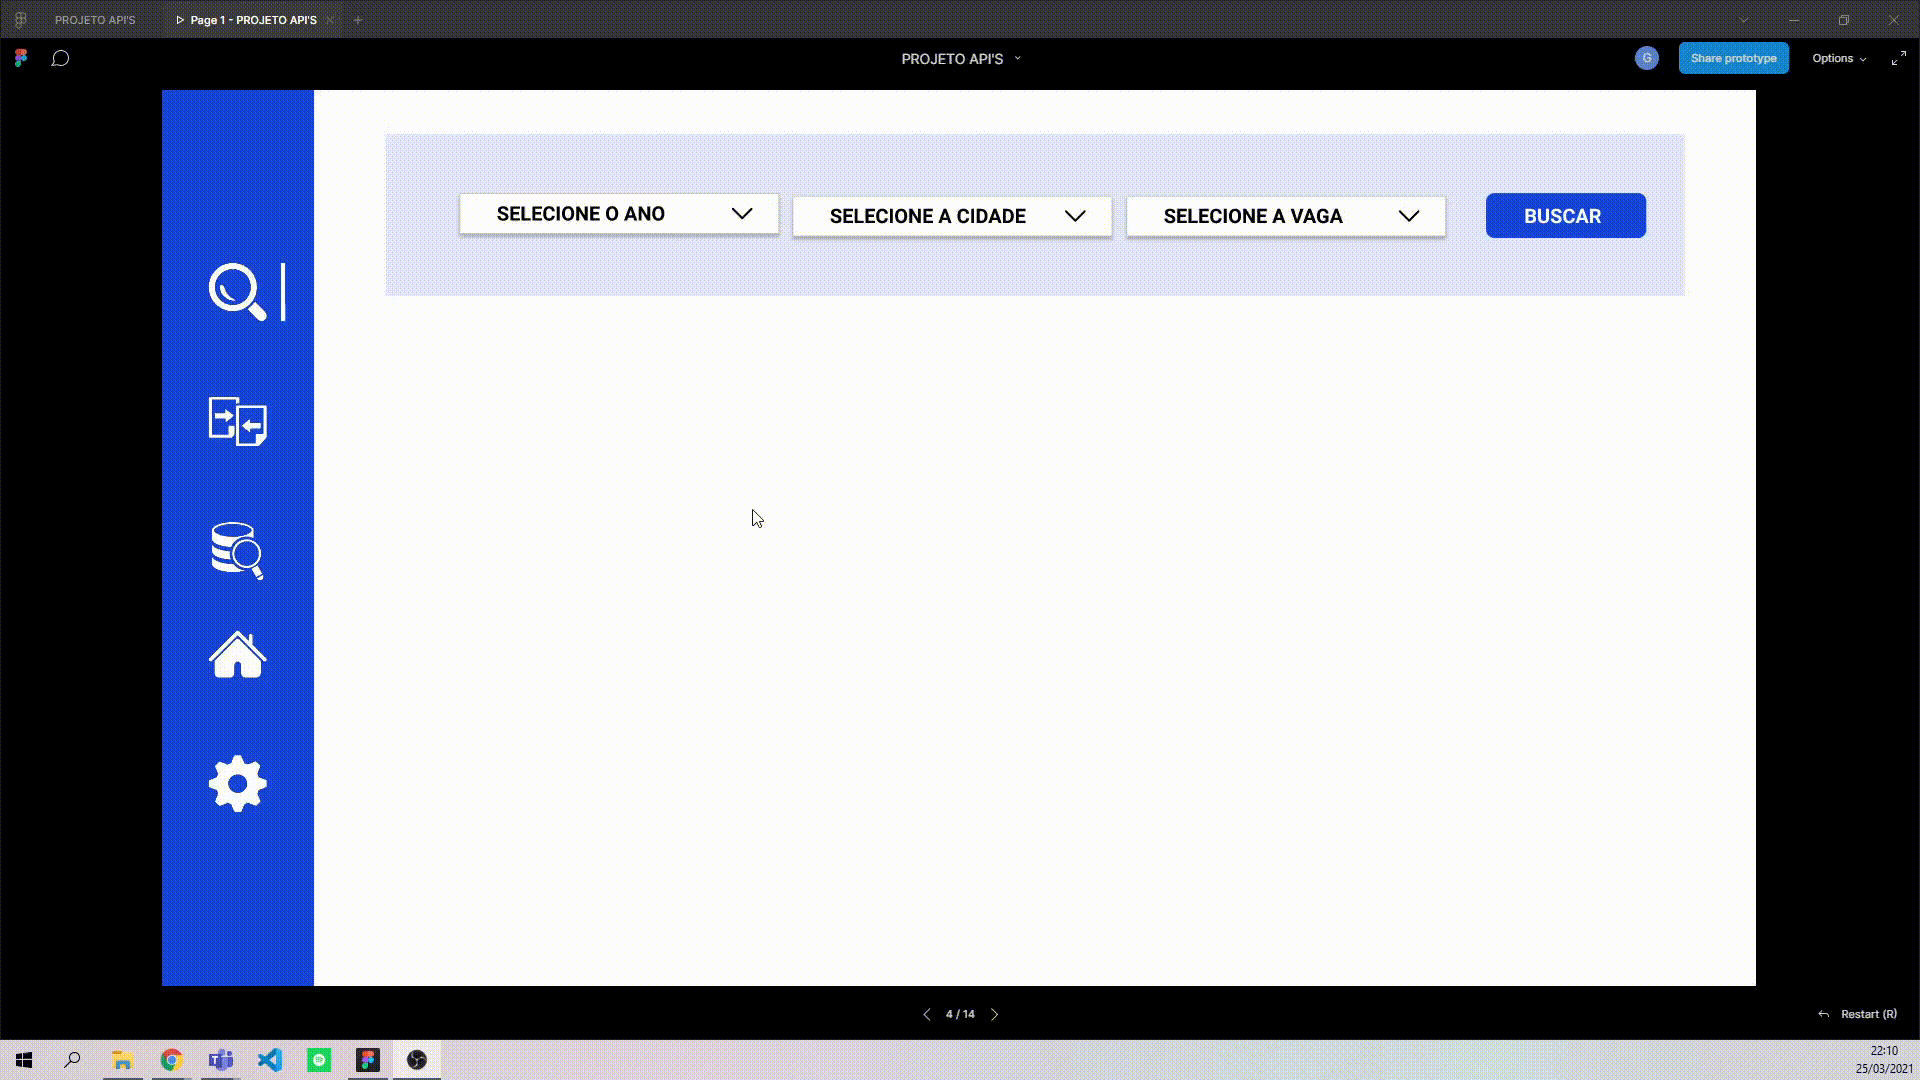 PROJETO API'S
Page 1 - PROJETO API'S
PROJETO API'S
G
Share prototype
Options
SELECIONE O ANO
SELECIONE A CIDADE
SELECIONE A VAGA
BUSCAR
4 / 14
Restart (R)
22:10
25/03/2021